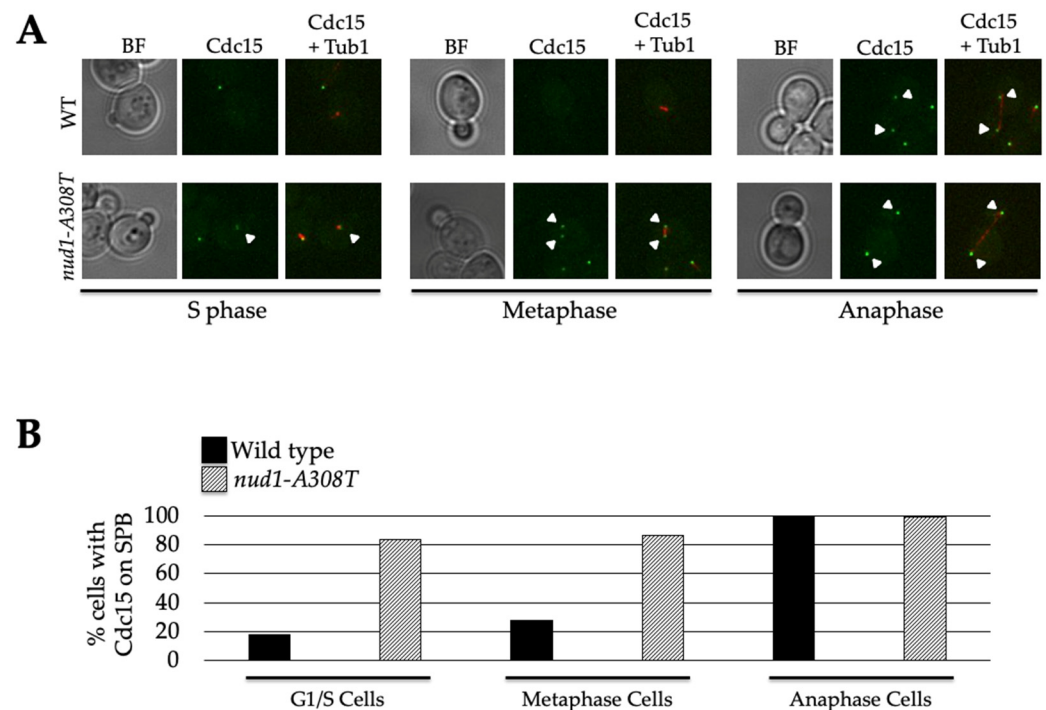 A
BF Cdc15 Cdc15 + Tub1 BF Cdc15 Cdc15 + Tub1 BF Cdc15 Cdc15 + Tub1
WT
nud1-A308T
S phase Metaphase Anaphase
B
Wild type
nud1-A308T
% cells with
Cdc15 on SPB
100
80
60
40
20
0
G1/S Cells Metaphase Cells Anaphase Cells